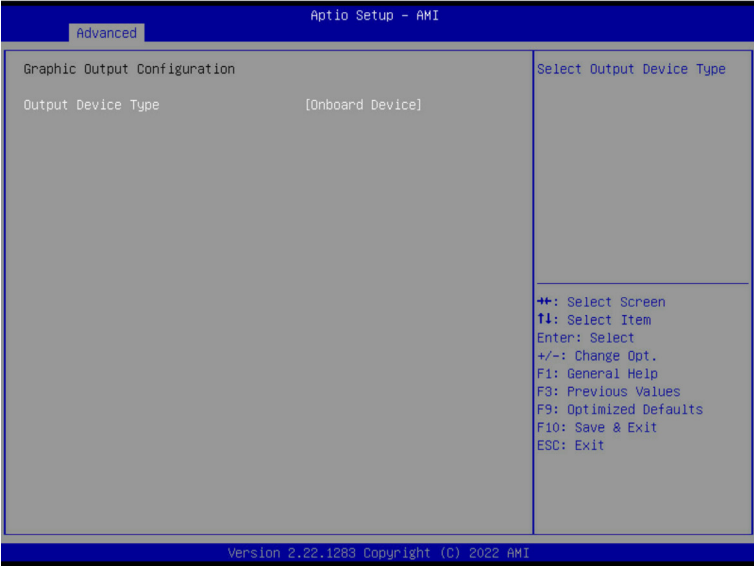 Aptio Setup – AMI
Advanced
Graphic Output Configuration
Output Device Type [Onboard Device]
Select Output Device Type
→←: Select Screen
↑↓: Select Item
Enter: Select
+/-: Change Opt.
F1: General Help
F3: Previous Values
F9: Optimized Defaults
F10: Save & Exit
ESC: Exit
Version 2.22.1283 Copyright (C) 2022 AMI